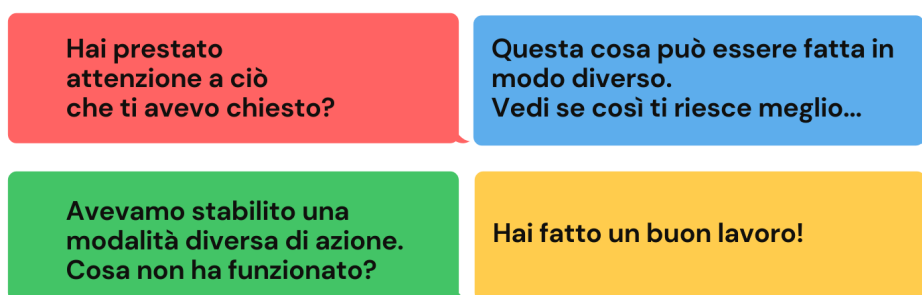 Hai prestato
attenzione a ciò
che ti avevo chiesto?
Questa cosa può essere fatta in
modo diverso.
Vedi se così ti riesce meglio...
Avevamo stabilito una
modalità diversa di azione.
Cosa non ha funzionato?
Hai fatto un buon lavoro!